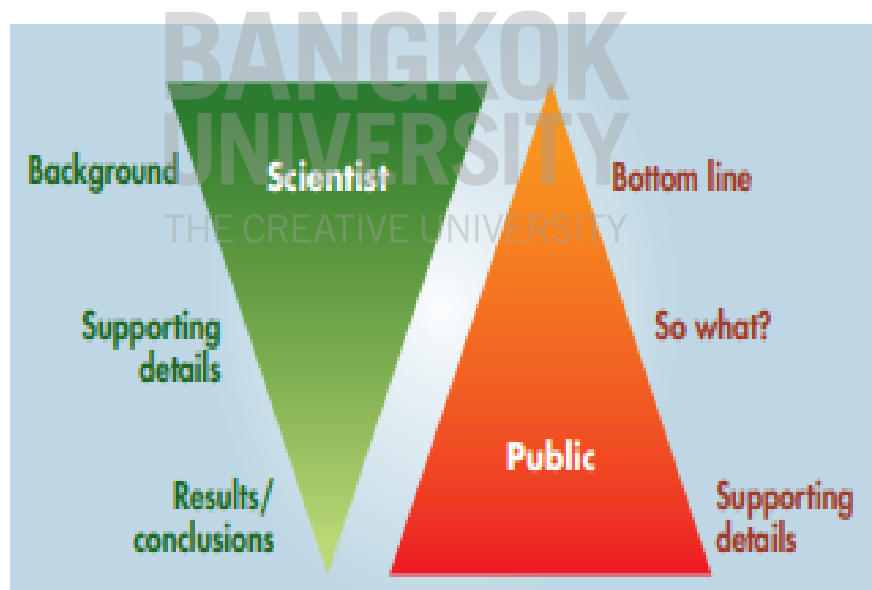 BANGKOK
UNIVERSITY
THE CREATIVE UNIVERSITY
Background
Scientist
Bottom line
Supporting
details
So what?
Public
Results/
conclusions
Supporting
details